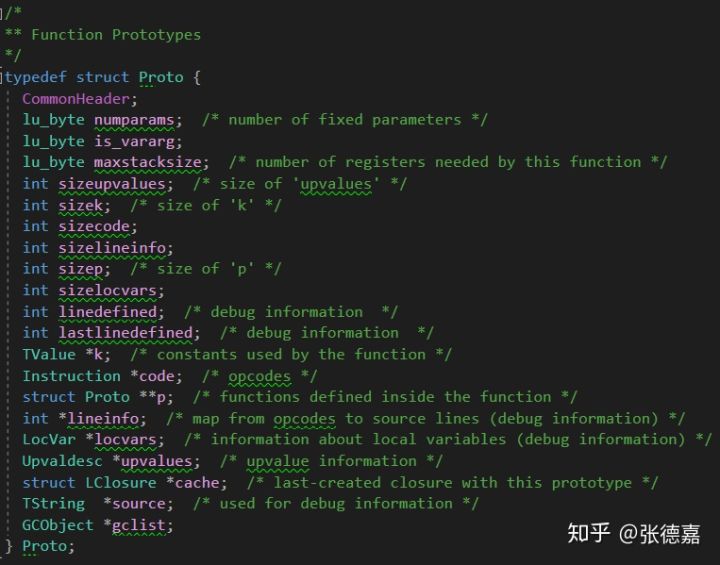 /*
** Function Prototypes
*/
typedef struct Proto {
  CommonHeader;
  lu_byte numparams;  /* number of fixed parameters */
  lu_byte is_vararg;
  lu_byte maxstacksize;  /* number of registers needed by this function */
  int sizeupvalues;  /* size of 'upvalues' */
  int sizek;  /* size of 'k' */
  int sizecode;
  int sizelineinfo;
  int sizep;  /* size of 'p' */
  int sizelocvars;
  int linedefined;  /* debug information  */
  int lastlinedefined;  /* debug information  */
  TValue *k;  /* constants used by the function */
  Instruction *code;  /* opcodes */
  struct Proto **p;  /* functions defined inside the function */
  int *lineinfo;  /* map from opcodes to source lines (debug information) */
  LocVar *locvars;  /* information about local variables (debug information) */
  Upvaldesc *upvalues;  /* upvalue information */
  struct LClosure *cache;  /* last-created closure with this prototype */
  TString  *source;  /* used for debug information */
  GCObject *gclist;
} Proto;
知乎 @张德嘉